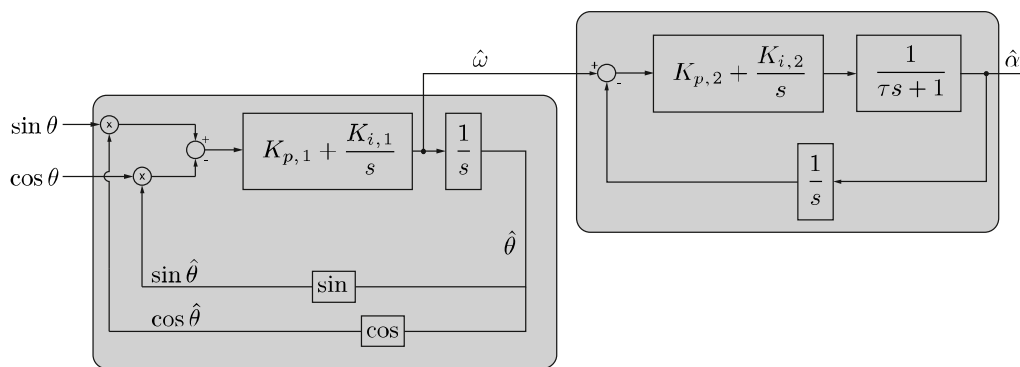 ω̂
+
-
K_{p,2} + K_{i,2}/s
1/(τs + 1)
α̂
sin θ
x
+
-
K_{p,1} + K_{i,1}/s
1/s
cos θ
x
1/s
θ̂
sin θ̂
sin
cos θ̂
cos